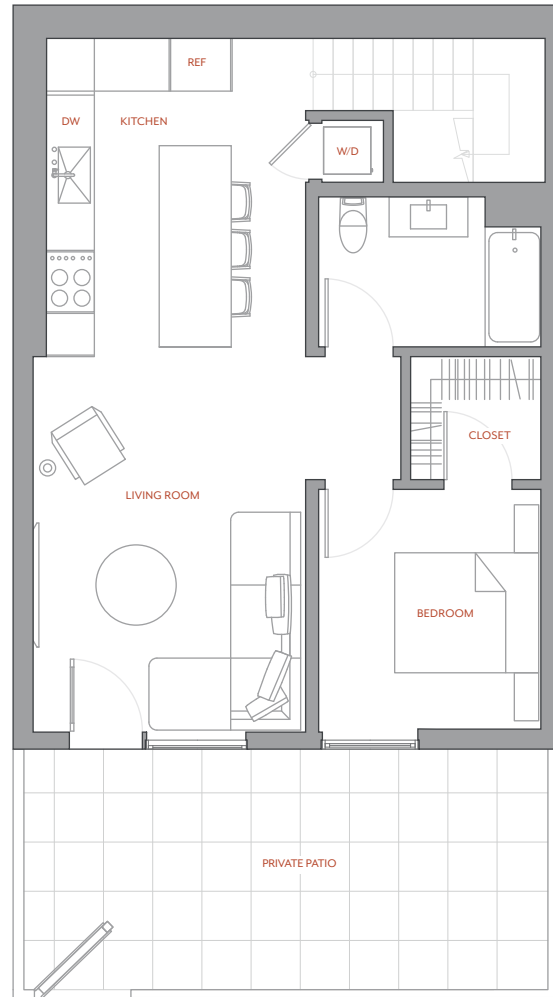 REF
DW
KITCHEN
W/D
CLOSET
LIVING ROOM
BEDROOM
PRIVATE PATIO